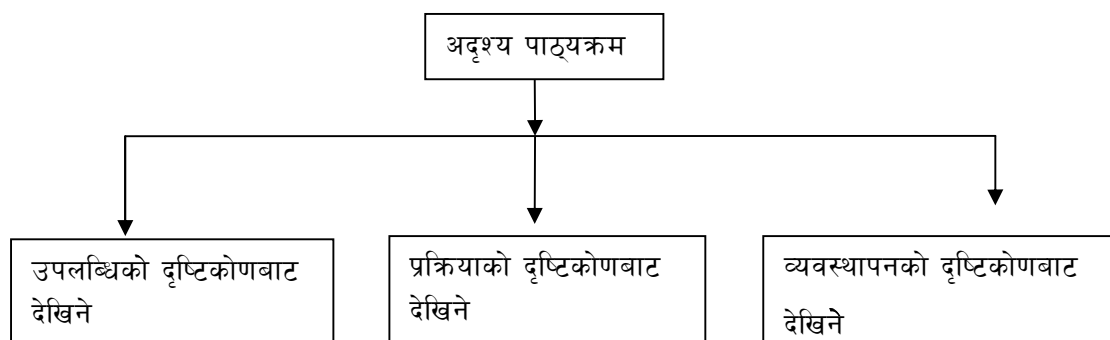 अदृश्य पाठ्यक्रम
उपलब्धिको दृष्टिकोणबाट
देखिने
प्रक्रियाको दृष्टिकोणबाट
देखिने
व्यवस्थापनको दृष्टिकोणबाट
देखिने